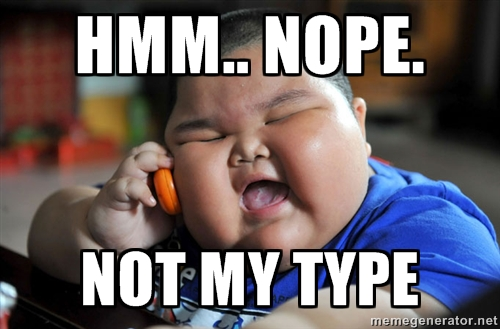 HMM.. NOPE.
NOT MY TYPE
memegenerator.net